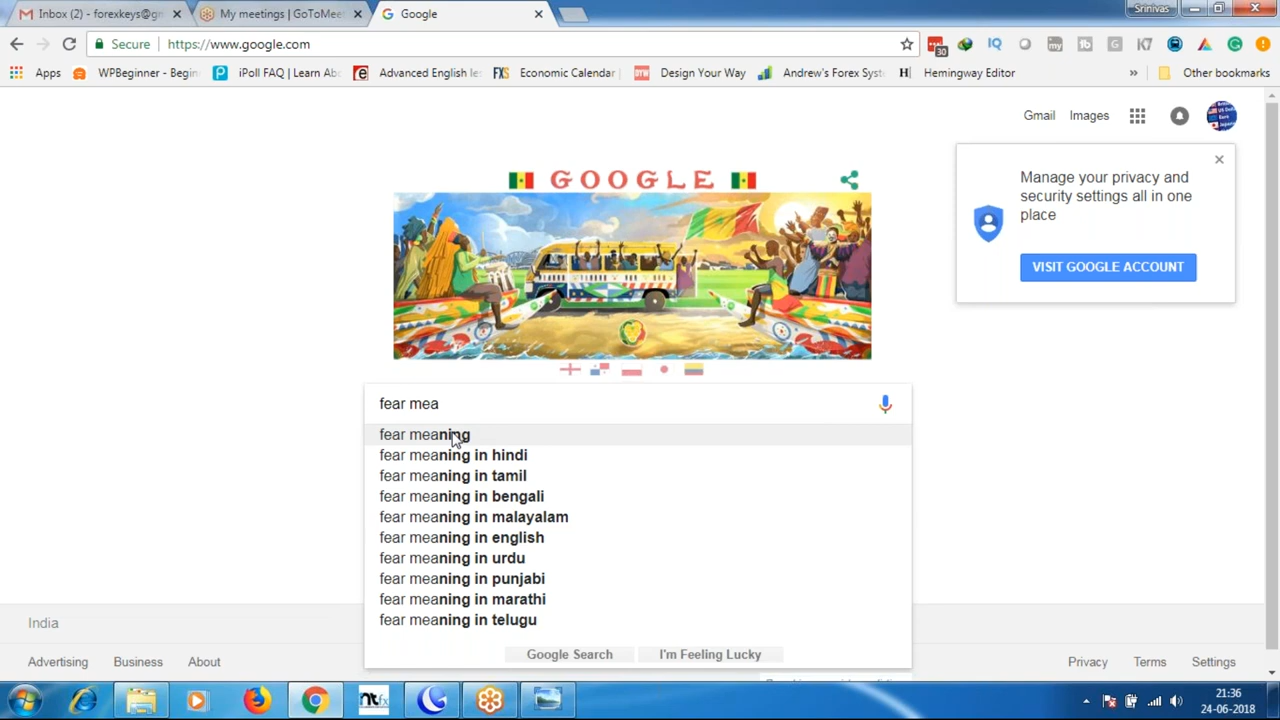 Inbox (2) - forexkeys@gm
My meetings | GoToMee
Google
Srinivas
Secure
https://www.google.com
30
Apps
WPBeginner - Begin
iPoll FAQ | Learn Abo
Advanced English le
Economic Calendar
Design Your Way
Andrew's Forex Syst
Hemingway Editor
»
Other bookmarks
Gmail
Images
GOOGLE
Manage your privacy and
security settings all in one
place
VISIT GOOGLE ACCOUNT
fear mea
fear meaning
fear meaning in hindi
fear meaning in tamil
fear meaning in bengali
fear meaning in malayalam
fear meaning in english
fear meaning in urdu
fear meaning in punjabi
fear meaning in marathi
fear meaning in telugu
Google Search
I'm Feeling Lucky
India
Advertising
Business
About
Privacy
Terms
Settings
21:36
24-06-2018